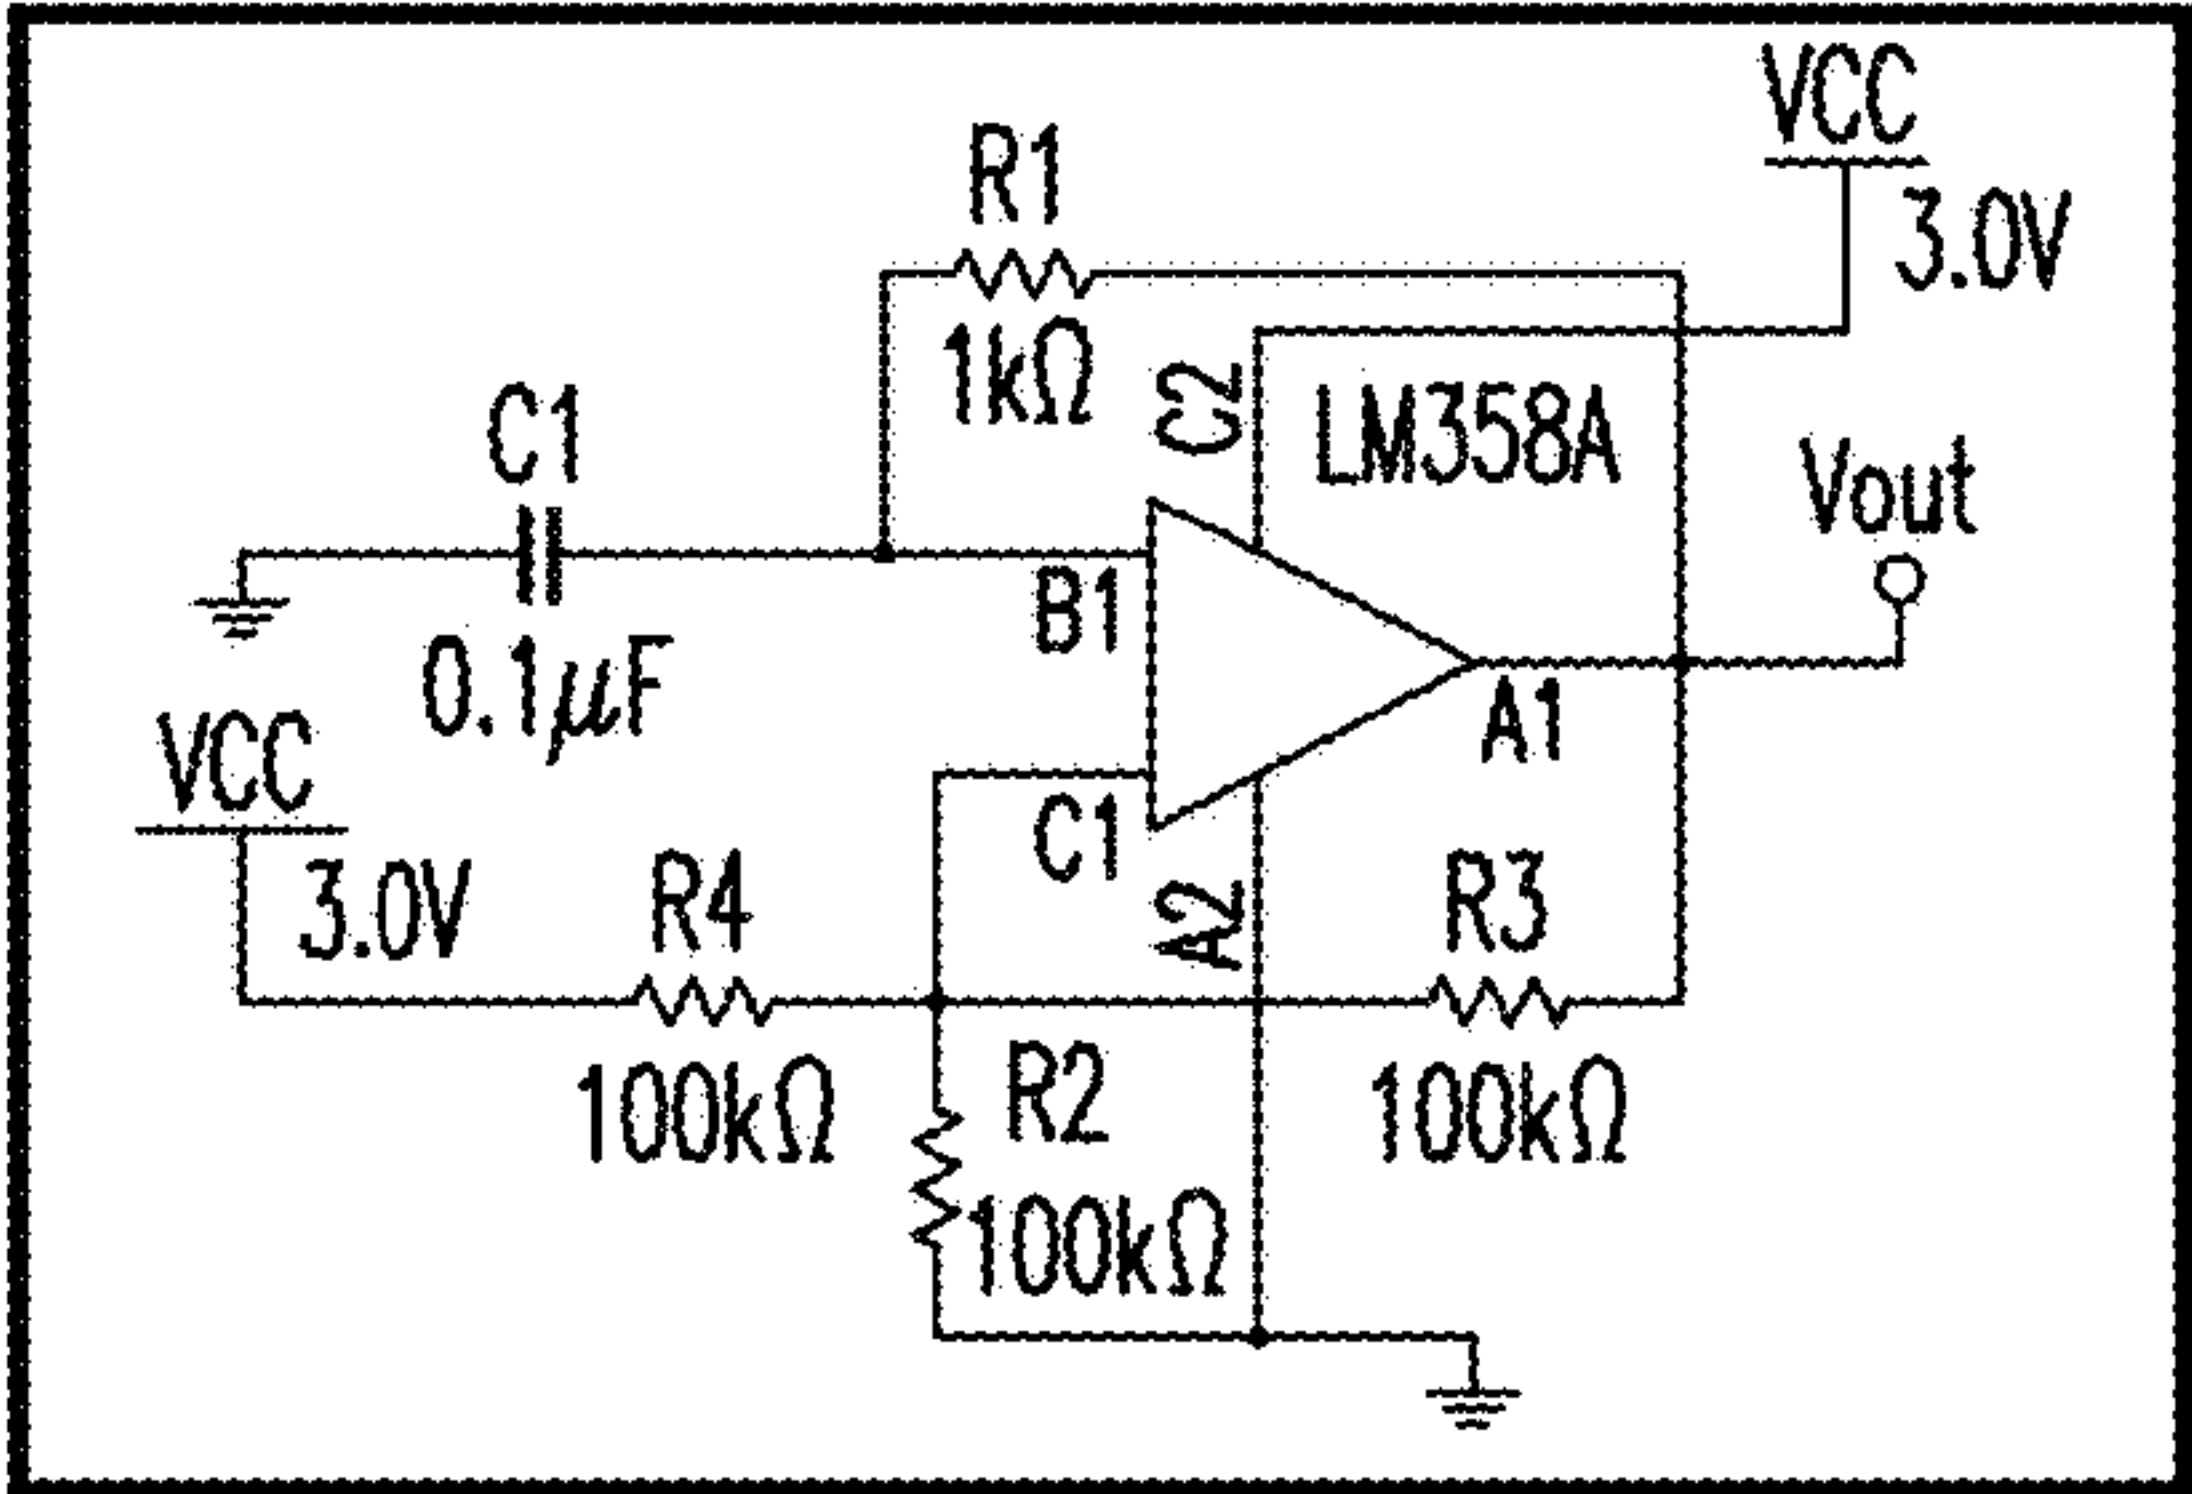 VCC
3.0V
R1
1kΩ
C2
LM358A
Vout
C1
0.1μF
B1
A1
VCC
3.0V
C1
A2
R4
100kΩ
R3
100kΩ
R2
100kΩ